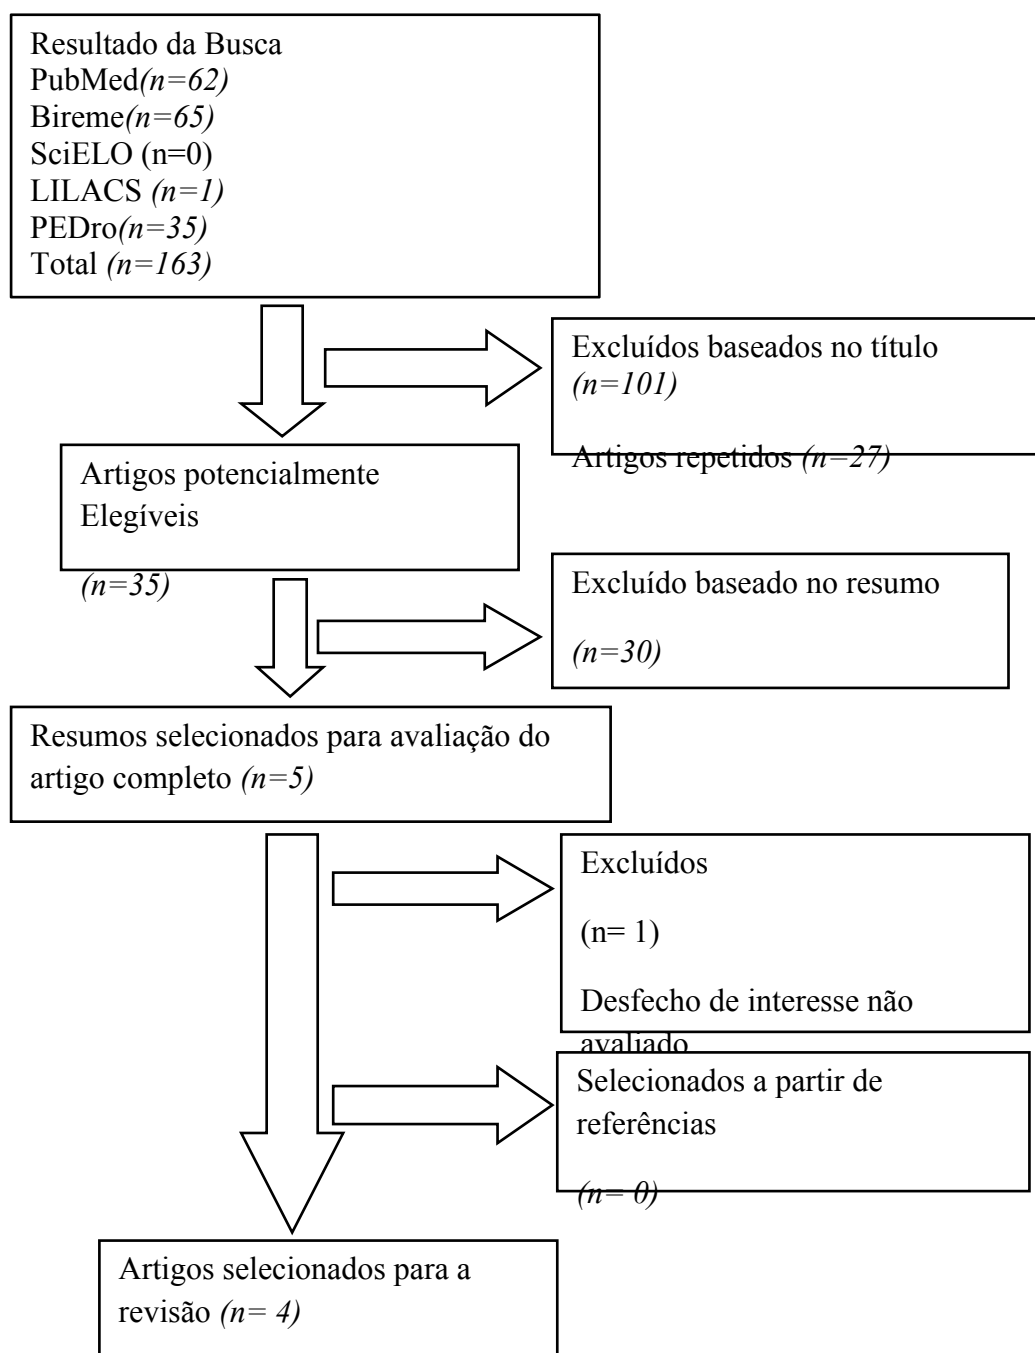 Resultado da Busca
PubMed(n=62)
Bireme(n=65)
SciELO (n=0)
LILACS (n=1)
PEDro(n=35)
Total (n=163)
Excluídos baseados no título
(n=101)
Artigos repetidos (n=27)
Artigos potencialmente
Elegíveis
(n=35)
Excluído baseado no resumo
(n=30)
Resumos selecionados para avaliação do
artigo completo (n=5)
Excluídos
(n= 1)
Desfecho de interesse não
avaliado
Selecionados a partir de
referências
(n= 0)
Artigos selecionados para a
revisão (n= 4)